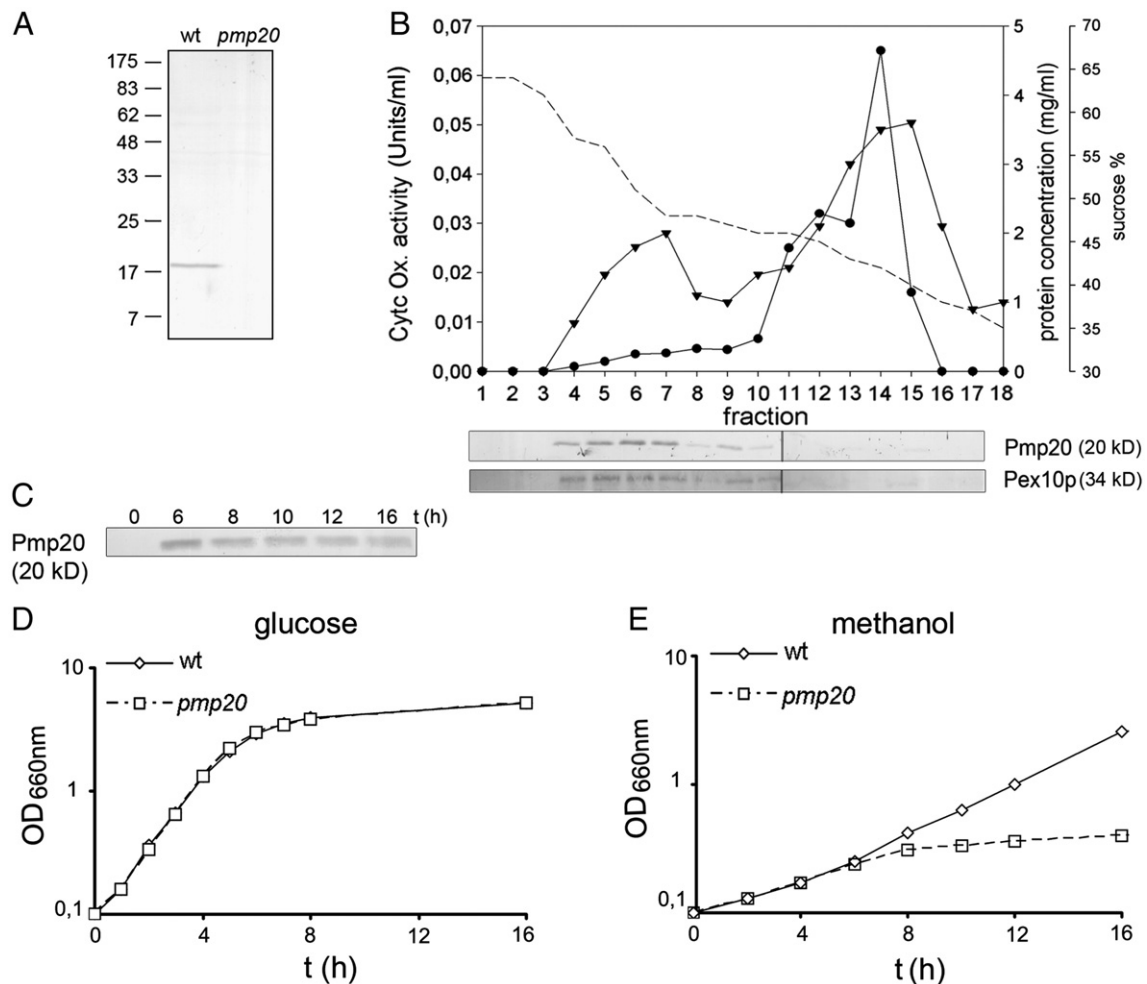 A
wt pmp20
175
83
62
48
33
25
17
7
B
Cytc Ox. activity (Units/ml)
0,07
0,06
0,05
0,04
0,03
0,02
0,01
0,00
5
4
3
2
1
0
protein concentration (mg/ml)
70
65
60
55
50
45
40
35
30
sucrose %
1 2 3 4 5 6 7 8 9 10 11 12 13 14 15 16 17 18
fraction
Pmp20 (20 kD)
Pex10p (34 kD)
C
0 6 8 10 12 16 t (h)
Pmp20
(20 kD)
D
glucose
wt
pmp20
OD660nm
10
1
0,1
0 4 8 12 16
t (h)
E
methanol
wt
pmp20
OD660nm
10
1
0,1
0 4 8 12 16
t (h)